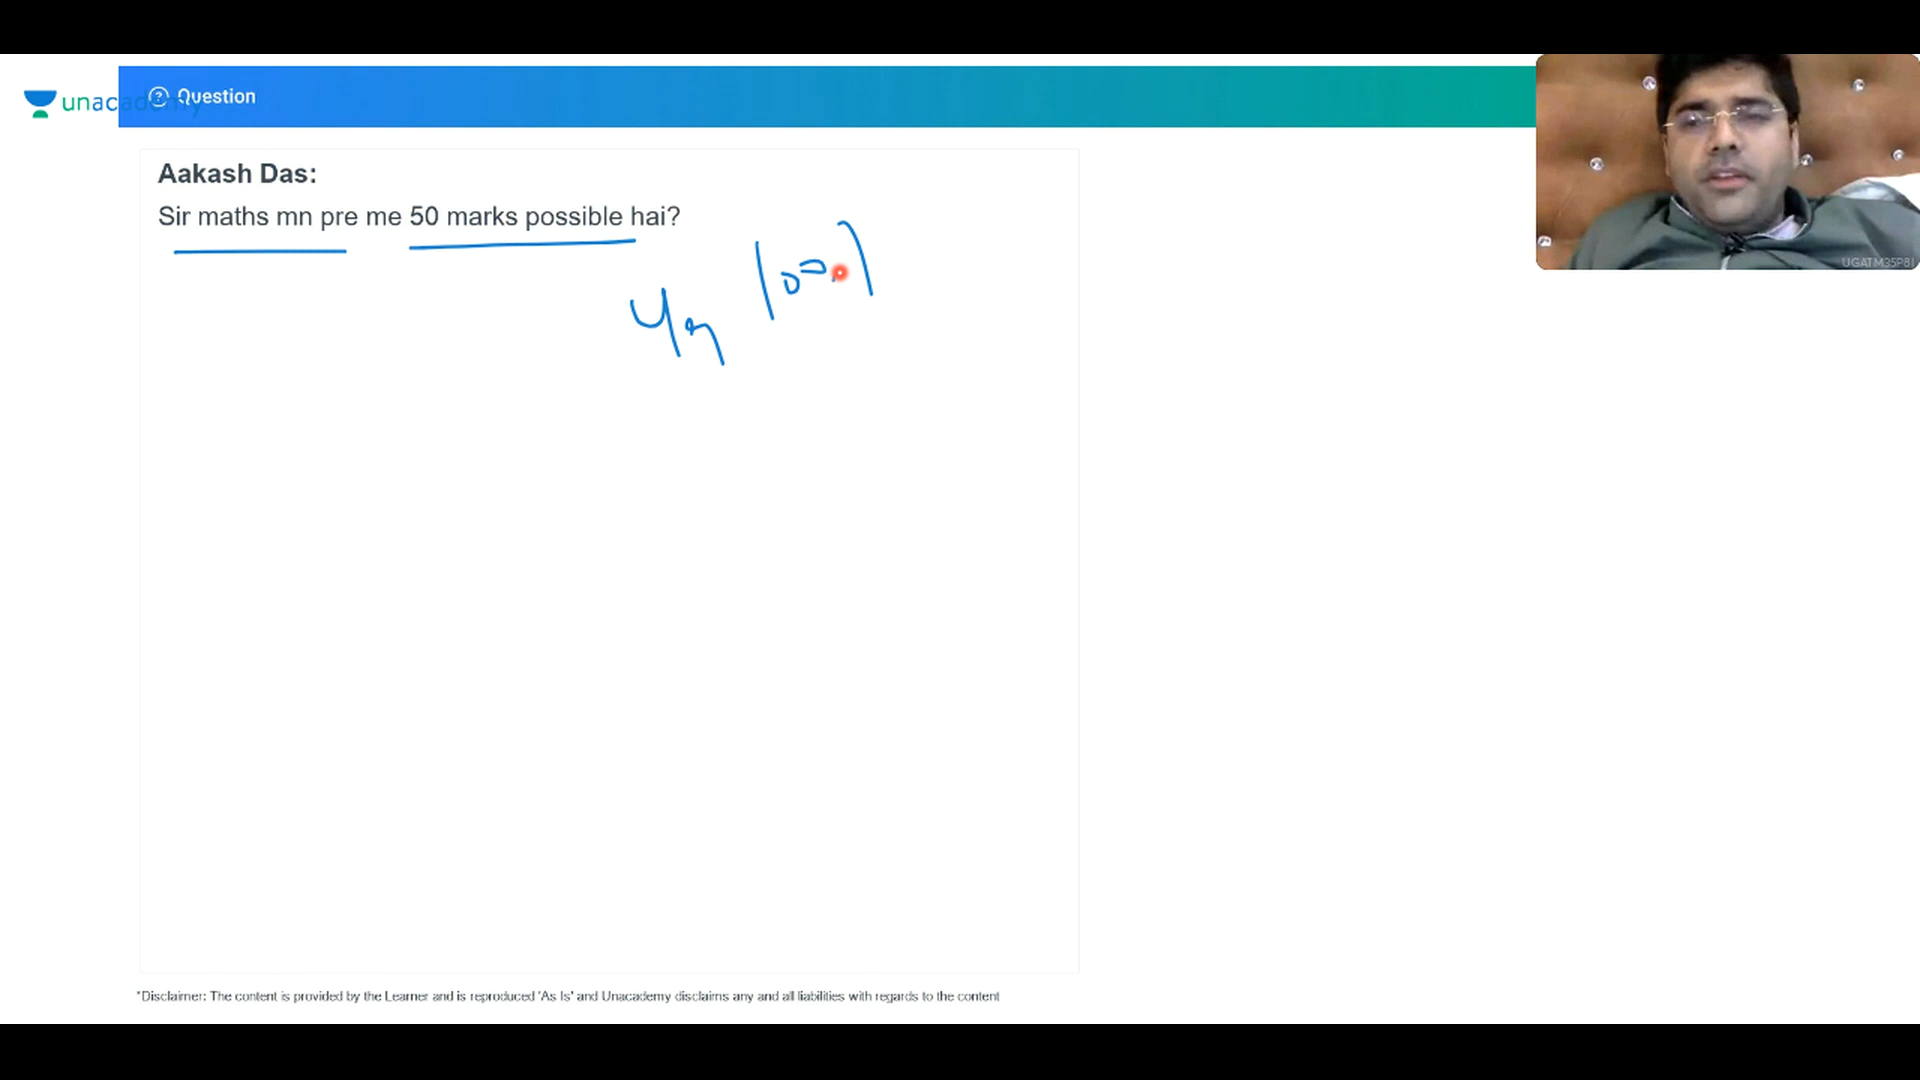 unacademy
Question
Aakash Das:
Sir maths mn pre me 50 marks possible hai?
UGATM35P8I
*Disclaimer: The content is provided by the Learner and is reproduced 'As Is' and Unacademy disclaims any and all liabilities with regards to the content